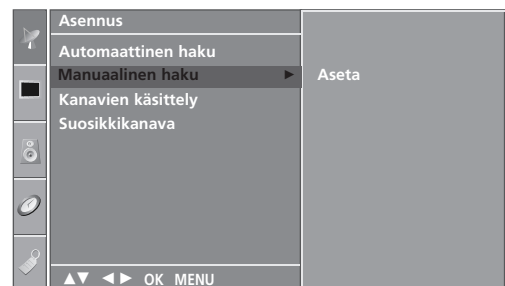 Asennus
Automaattinen haku
Manuaalinen haku ► Aseta
Kanavien käsittely
Suosikkikanava
▲▼ ◄► OK MENU